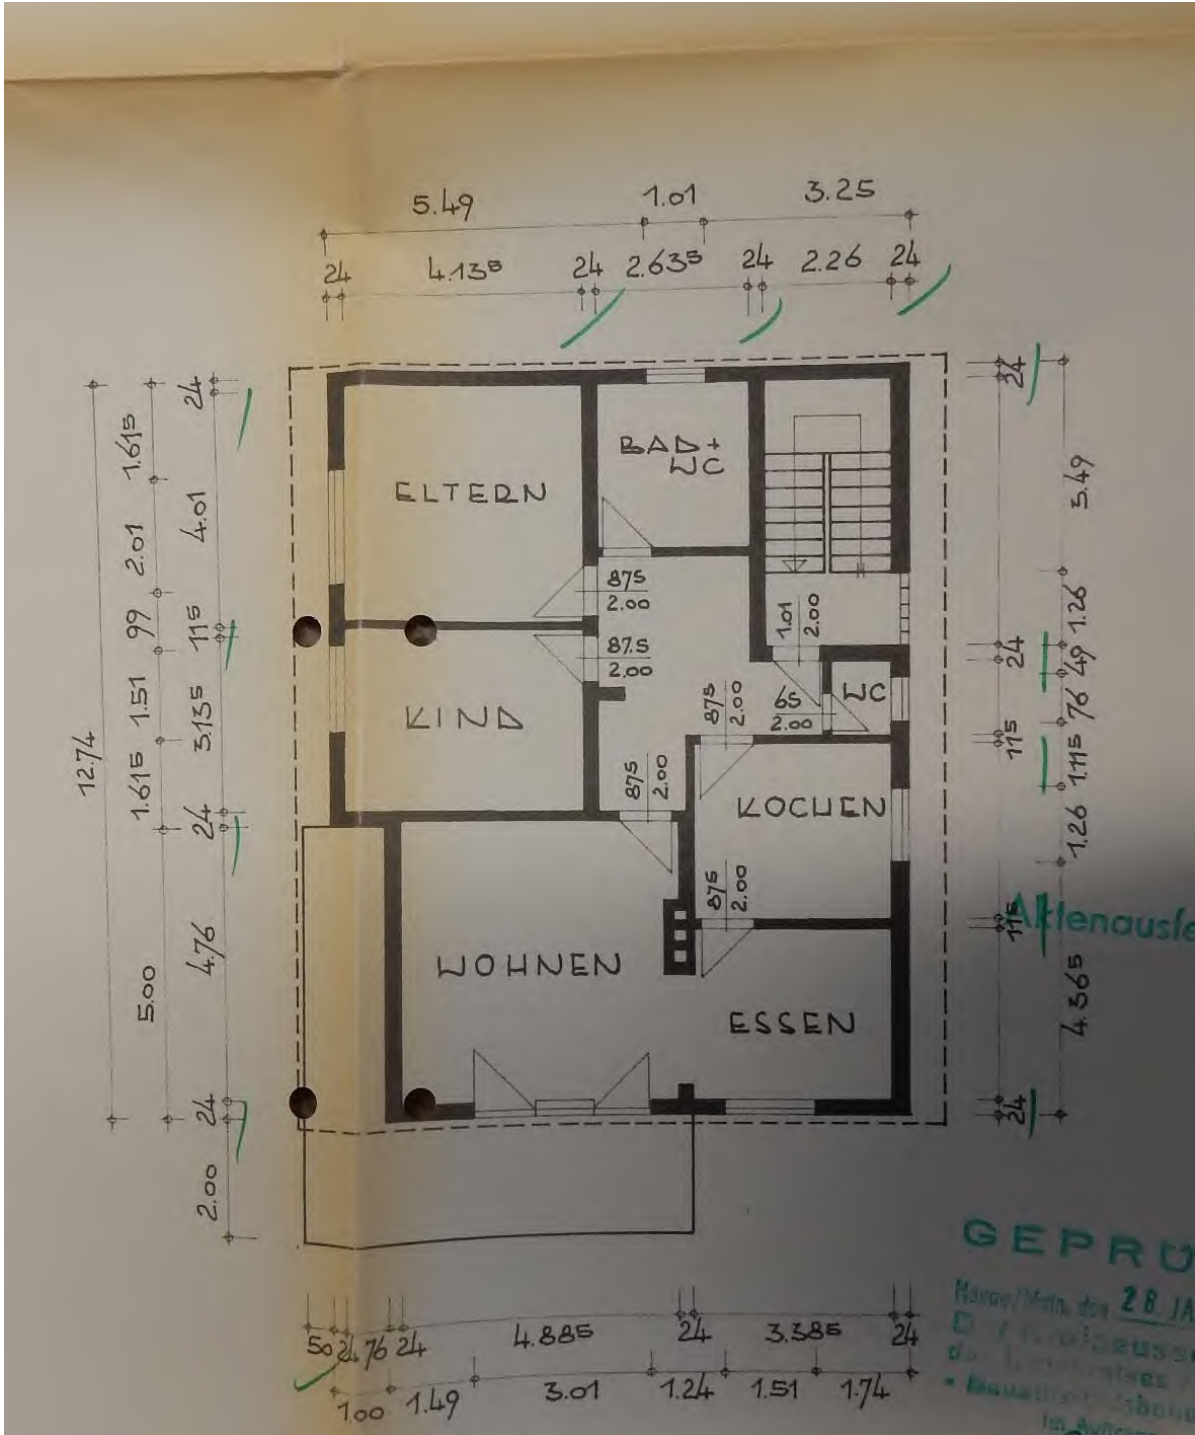 5.49 1.01 3.25
24 4.13⁵ 24 2.63⁵ 24 2.26 24
12.74
1.61⁵ 2.01 99 1.51 1.61⁵ 5.00
24 4.01 11⁵ 3.13⁵ 24 4.76 24 2.00
ELTERN
BAD+
WC
87⁵
2.00
87.5
2.00
KIND
1.01
2.00
WC
65
2.00
87⁵
2.00
87⁵
2.00
KOCHEN
87⁵
2.00
WOHNEN
ESSEN
24 24 11⁵ 11⁵ 24
5.49 1.26 49 76 1.11⁵ 1.26 4.365
Aktenausfe
GEPRÜ
28. JA
50 24 76 24 4.885 24 3.385 24
1.00 1.49 3.01 1.24 1.51 1.74